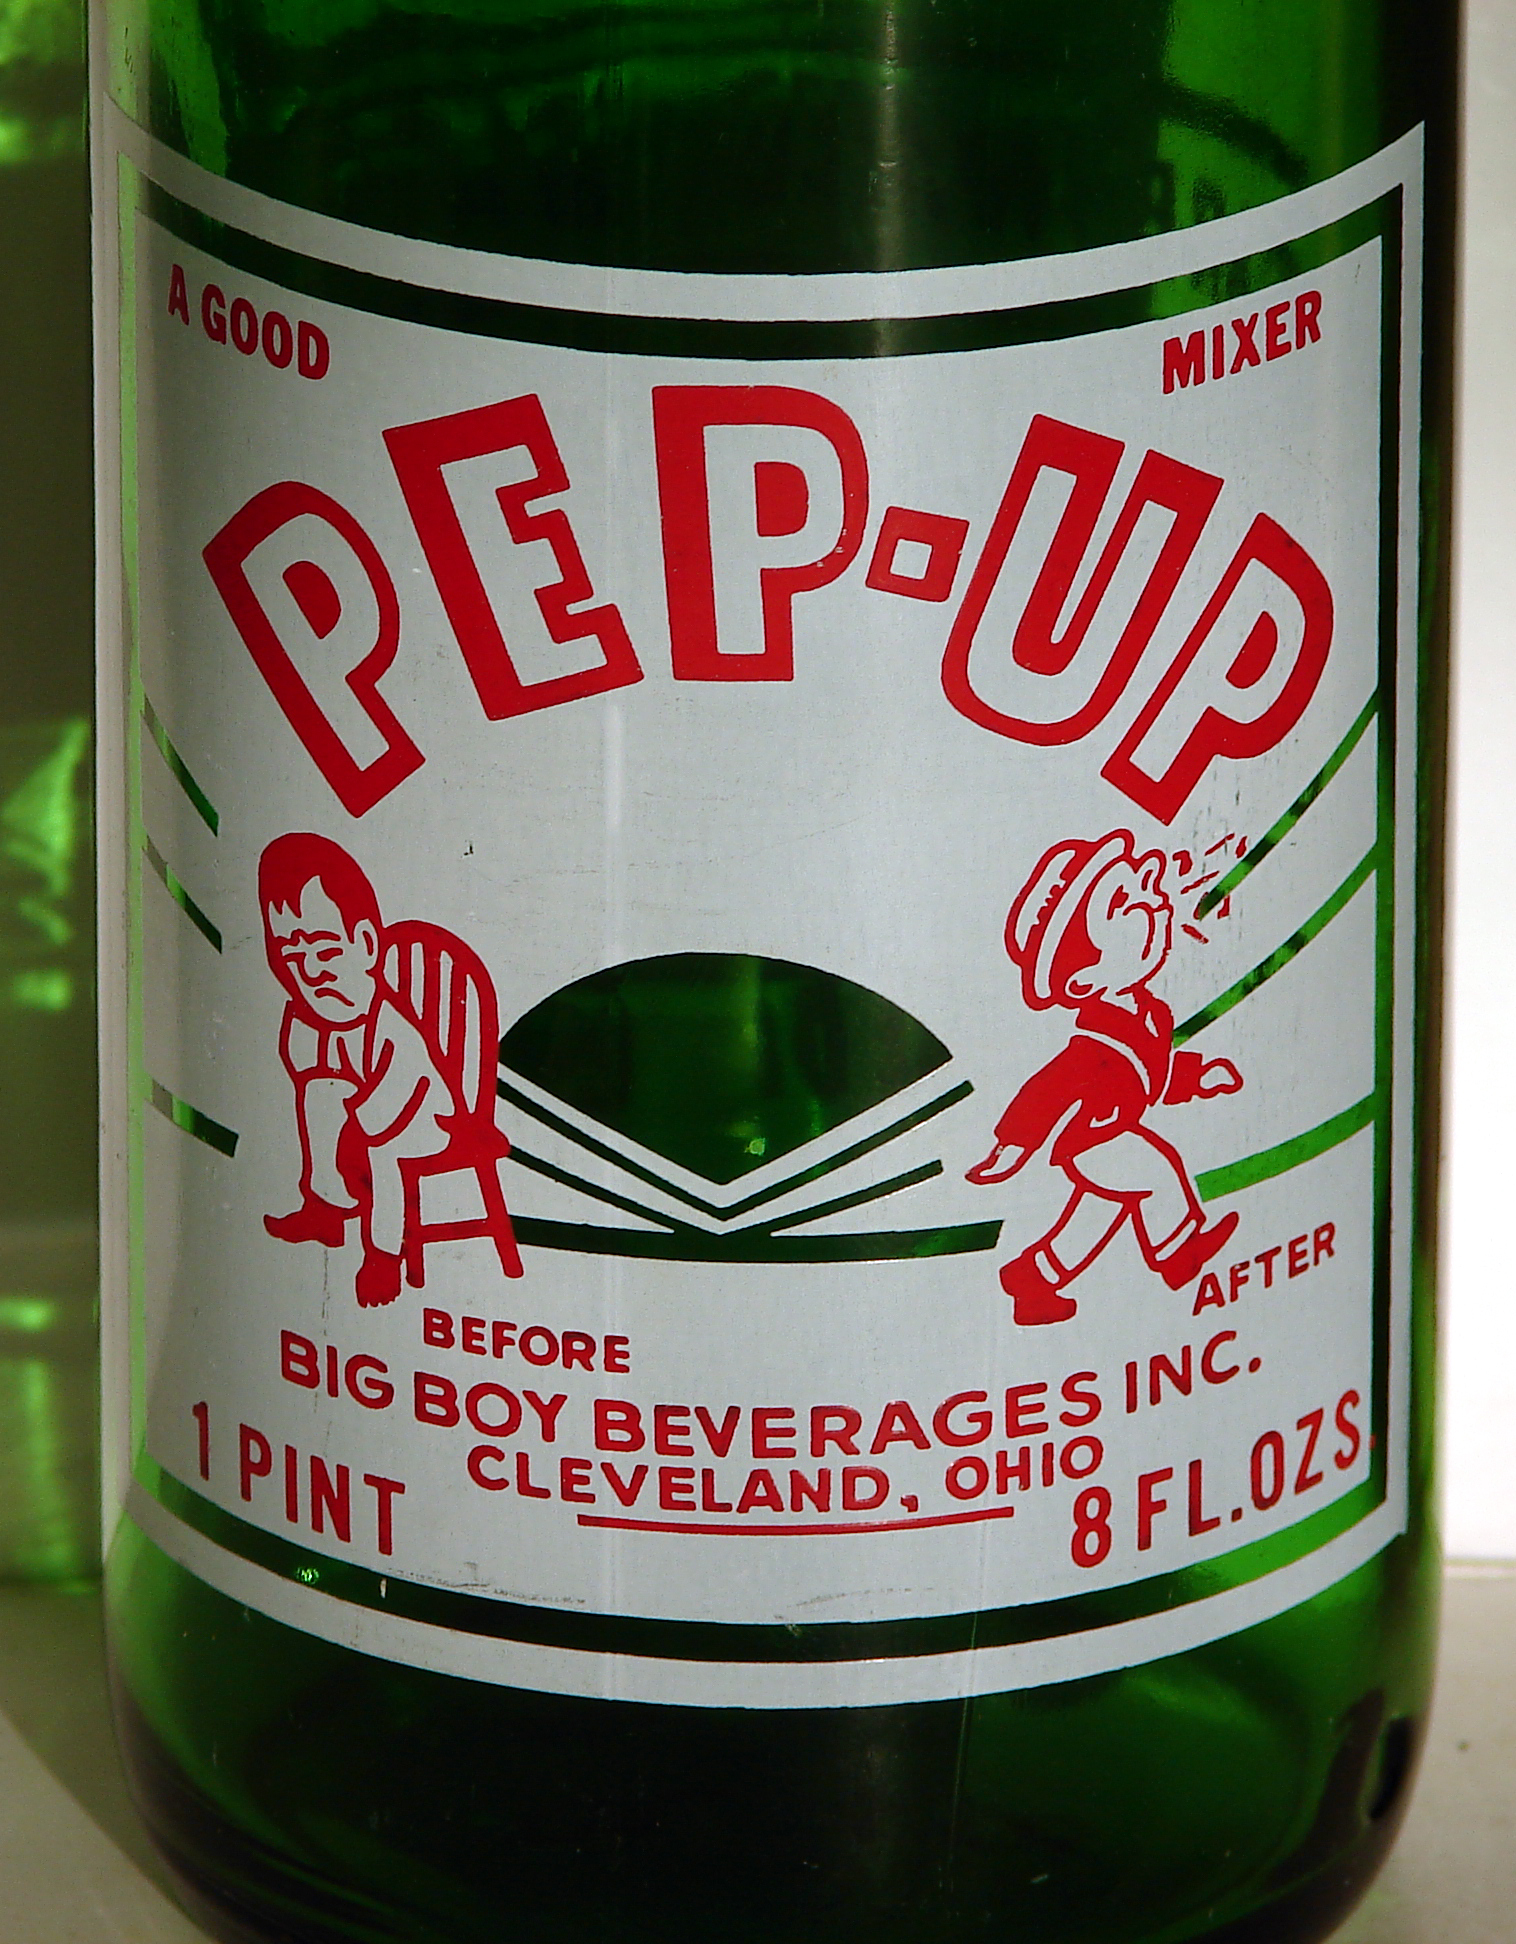 A GOOD MIXER
PEP-UP
BEFORE
AFTER
BIG BOY BEVERAGES INC.
CLEVELAND, OHIO
1 PINT 8 FL.OZS.